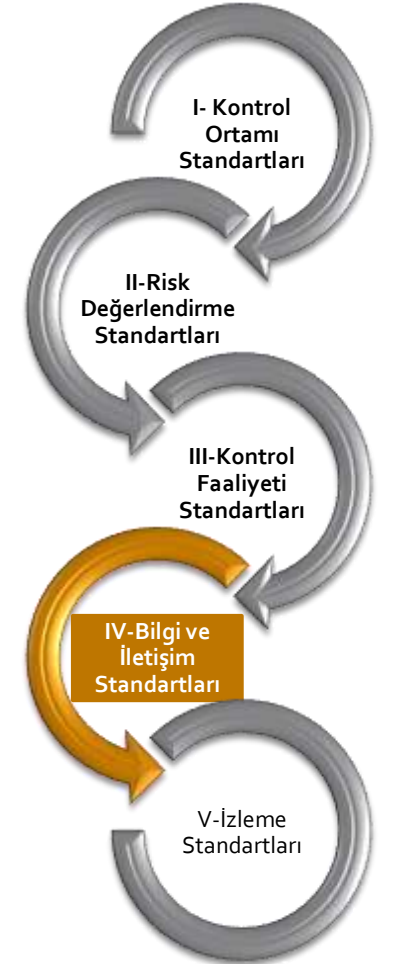 I- Kontrol
Ortamı
Standartları
II-Risk
Değerlendirme
Standartları
III-Kontrol
Faaliyeti
Standartları
IV-Bilgi ve
İletişim
Standartları
V-İzleme
Standartları